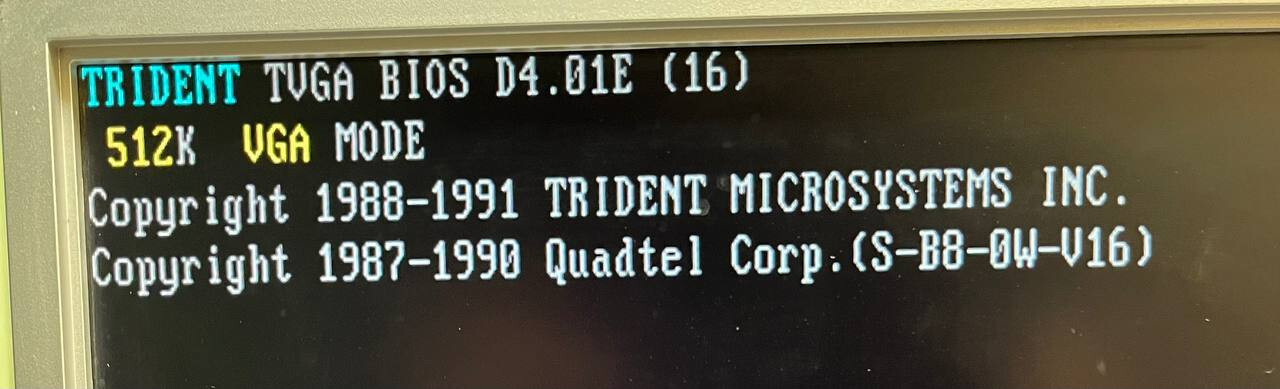 TRIDENT TVGA BIOS D4.01E (16)
512K VGA MODE
Copyright 1988-1991 TRIDENT MICROSYSTEMS INC.
Copyright 1987-1990 Quadtel Corp.(S-B8-0W-V16)